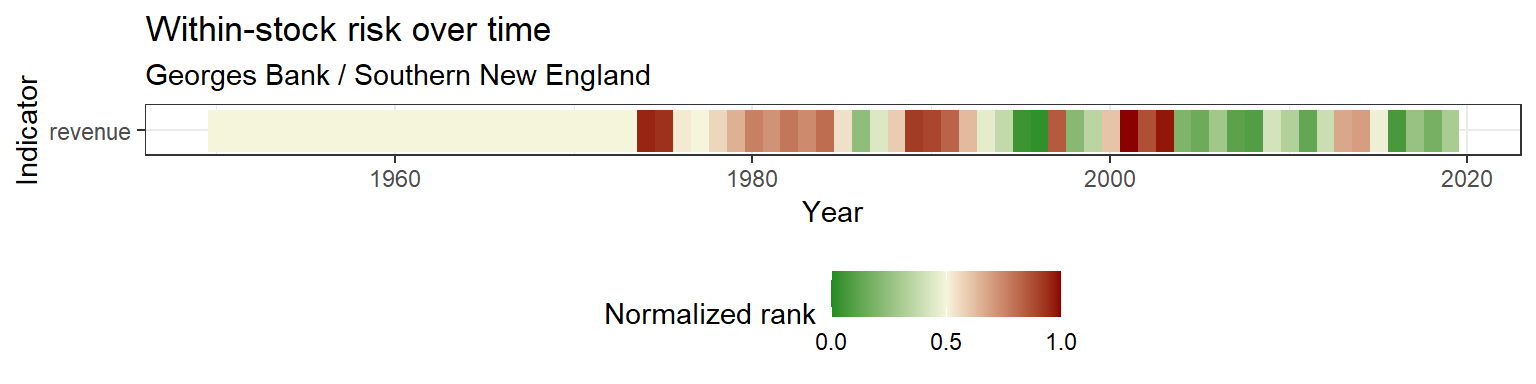 Within-stock risk over time
Georges Bank / Southern New England
Indicator
revenue
1960 1980 2000 2020
Year
Normalized rank
0.0 0.5 1.0